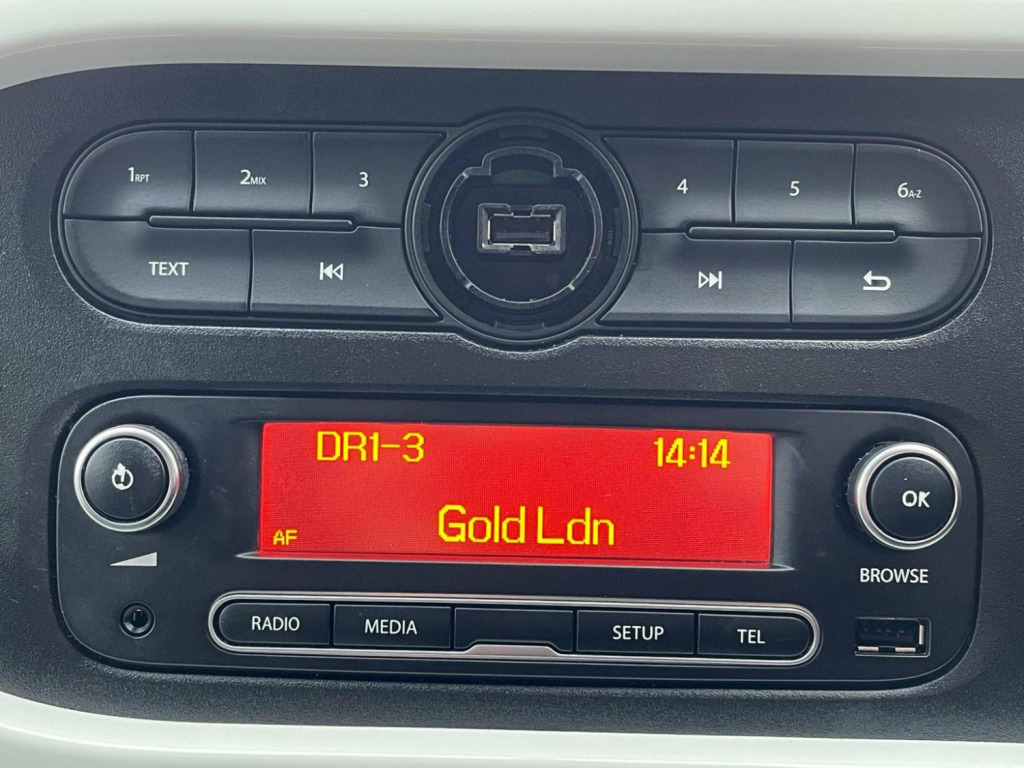 1RPT 2MIX 3 4 5 6A-Z
TEXT
DR1-3 14:14
AF Gold Ldn
OK
BROWSE
RADIO MEDIA SETUP TEL